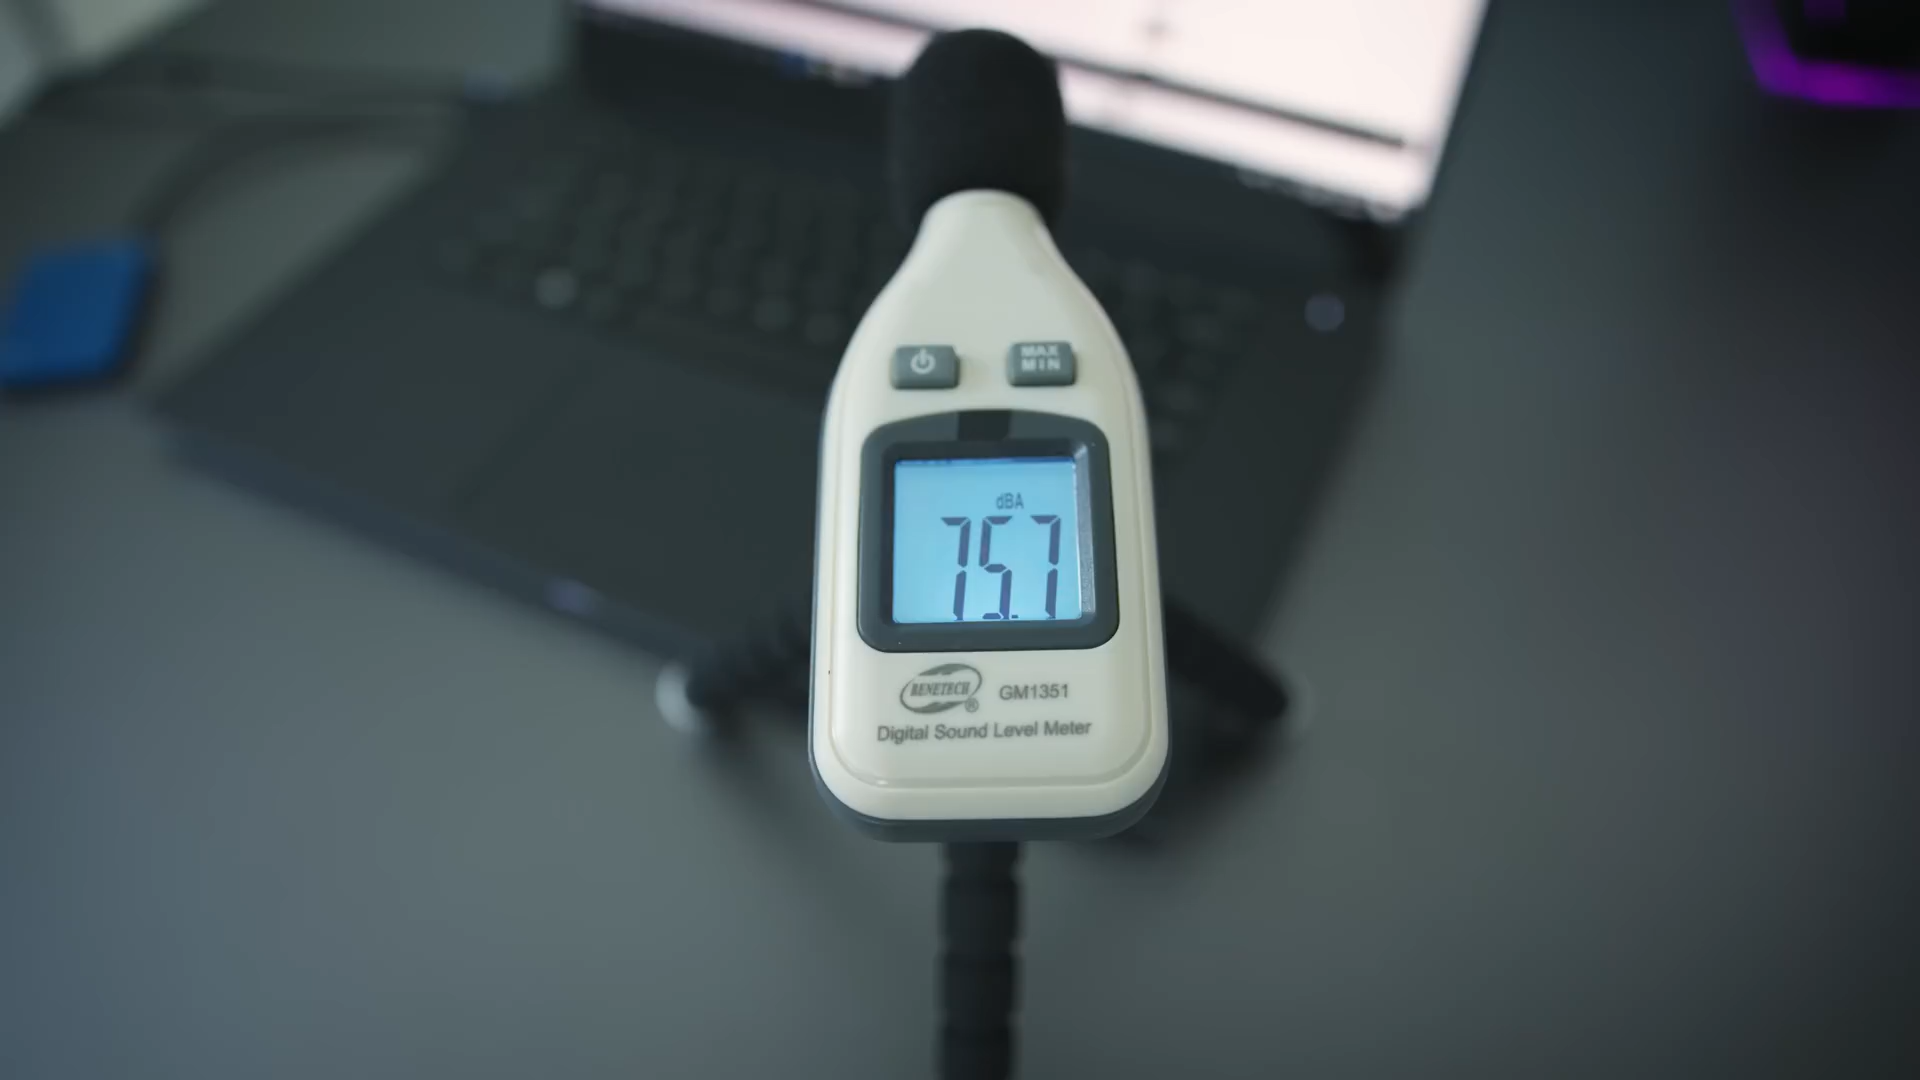 MAX
MIN
dBA
75.7
BENETECH ® GM1351
Digital Sound Level Meter